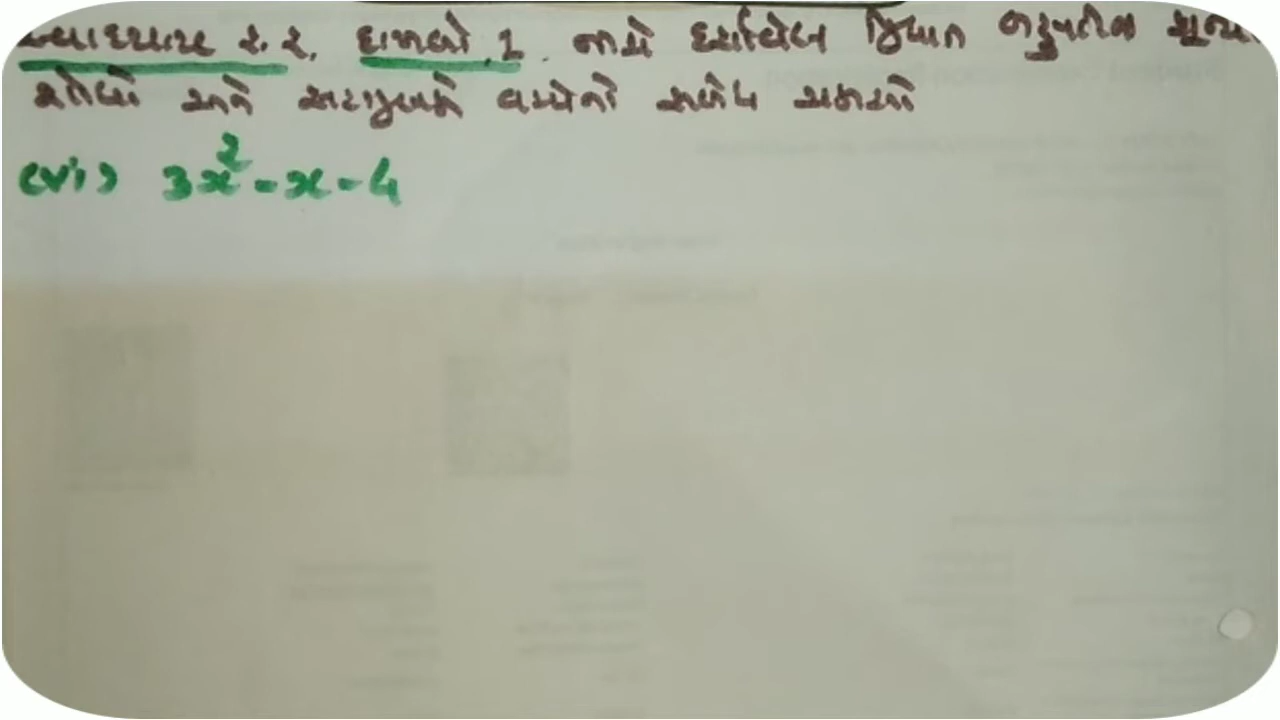 સ્વાધ્યાય 2.2. દાખલો 1. નીચે દર્શાવેલ દ્વિઘાત બહુપદીના શૂન્યો
શોધો અને સહગુણકો વચ્ચેનો સંબંધ ચકાસો
(vi) 3x² - x - 4